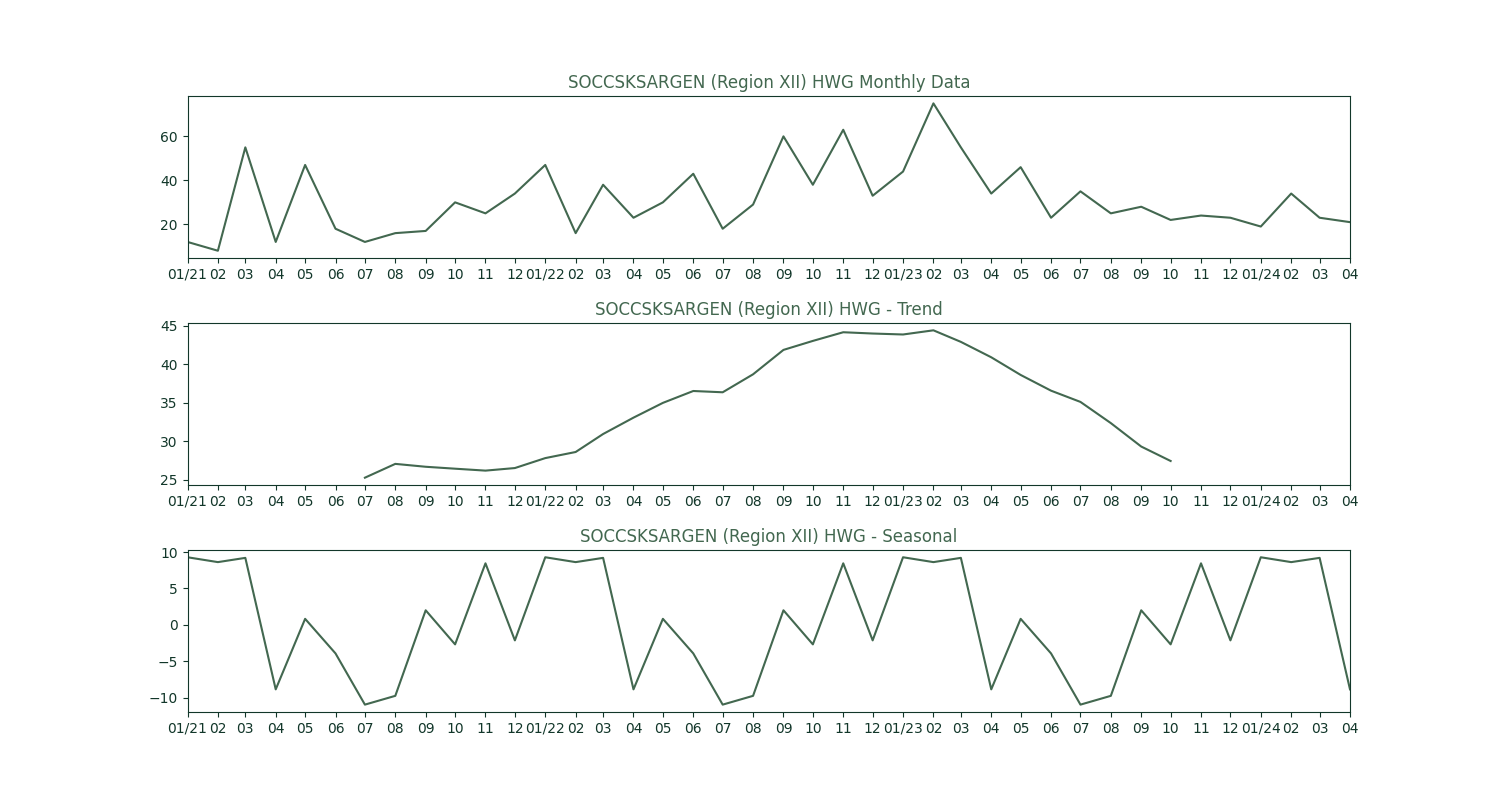 SOCCSKSARGEN (Region XII) HWG Monthly Data
60
40
20
01/21 02 03 04 05 06 07 08 09 10 11 12 01/22 02 03 04 05 06 07 08 09 10 11 12 01/23 02 03 04 05 06 07 08 09 10 11 12 01/24 02 03 04
SOCCSKSARGEN (Region XII) HWG - Trend
45
40
35
30
25
01/21 02 03 04 05 06 07 08 09 10 11 12 01/22 02 03 04 05 06 07 08 09 10 11 12 01/23 02 03 04 05 06 07 08 09 10 11 12 01/24 02 03 04
SOCCSKSARGEN (Region XII) HWG - Seasonal
10
5
0
−5
−10
01/21 02 03 04 05 06 07 08 09 10 11 12 01/22 02 03 04 05 06 07 08 09 10 11 12 01/23 02 03 04 05 06 07 08 09 10 11 12 01/24 02 03 04